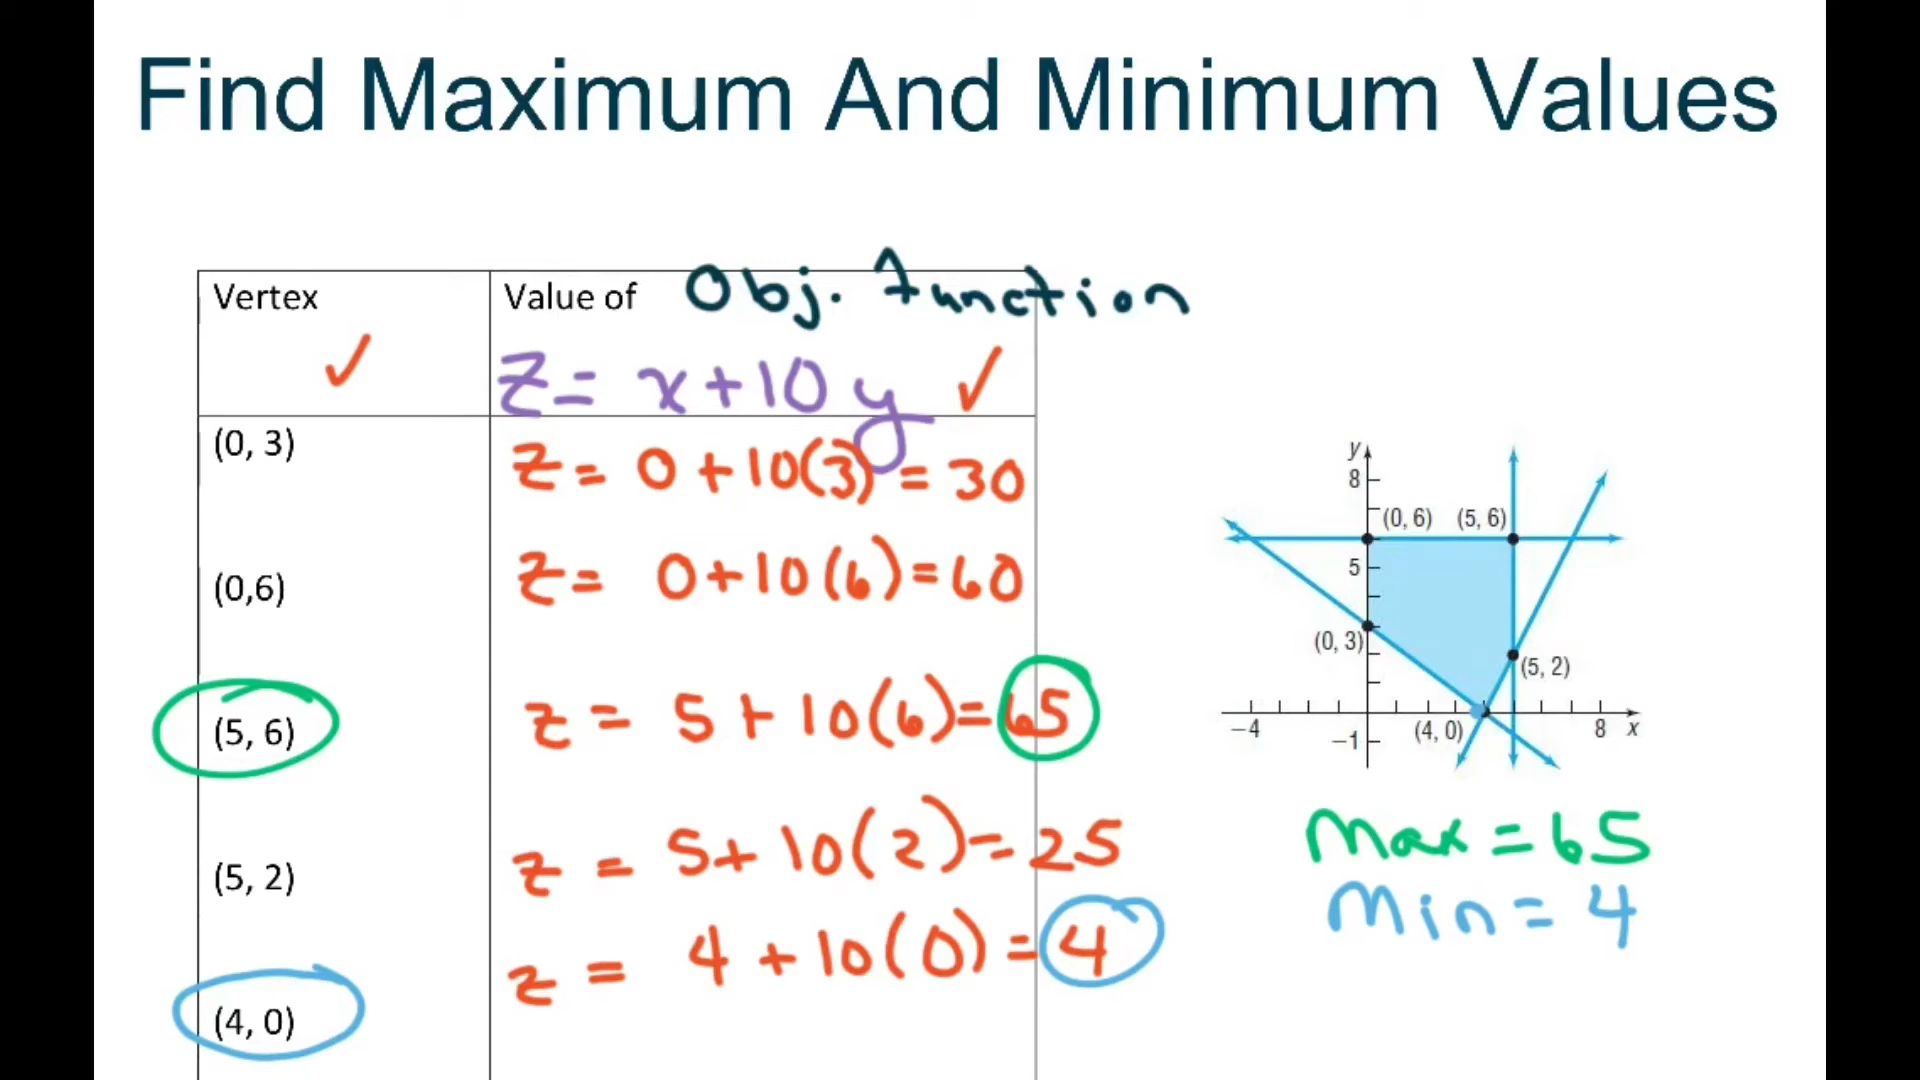 Find Maximum And Minimum Values
Vertex
✓
Value of Obj. function
z = x + 10 y ✓
(0, 3)
z = 0 + 10(3) = 30
(0,6)
z = 0 + 10(6) = 60
(5, 6)
z = 5 + 10(6) = 65
(5, 2)
z = 5 + 10(2) = 25
(4, 0)
z = 4 + 10(0) = 4
y
8
(0, 6) (5, 6)
5
(0, 3)
(5, 2)
−4 (4, 0) 8 x
−1
Max = 65
Min = 4